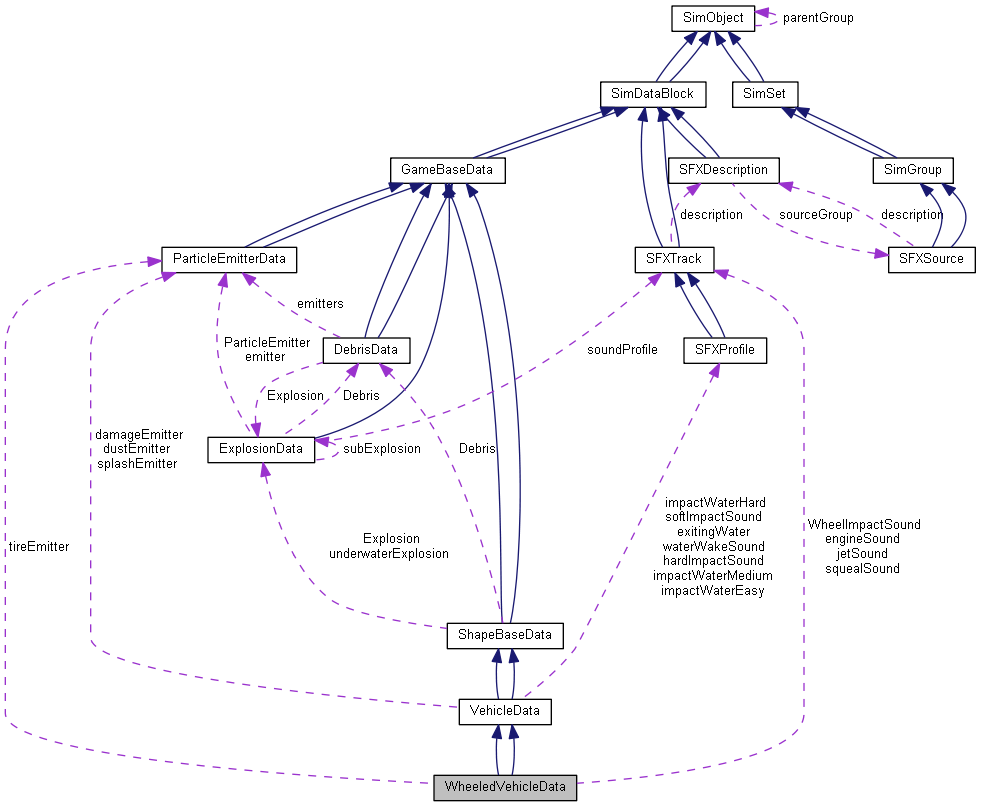 SimObject
parentGroup
SimDataBlock
SimSet
GameBaseData
SFXDescription
SimGroup
description
sourceGroup
description
ParticleEmitterData
SFXTrack
SFXSource
emitters
ParticleEmitter
emitter
DebrisData
soundProfile
SFXProfile
Explosion
Debris
damageEmitter
dustEmitter
splashEmitter
ExplosionData
subExplosion
Debris
tireEmitter
Explosion
underwaterExplosion
impactWaterHard
softImpactSound
exitingWater
waterWakeSound
hardImpactSound
impactWaterMedium
impactWaterEasy
WheelImpactSound
engineSound
jetSound
squealSound
ShapeBaseData
VehicleData
WheeledVehicleData